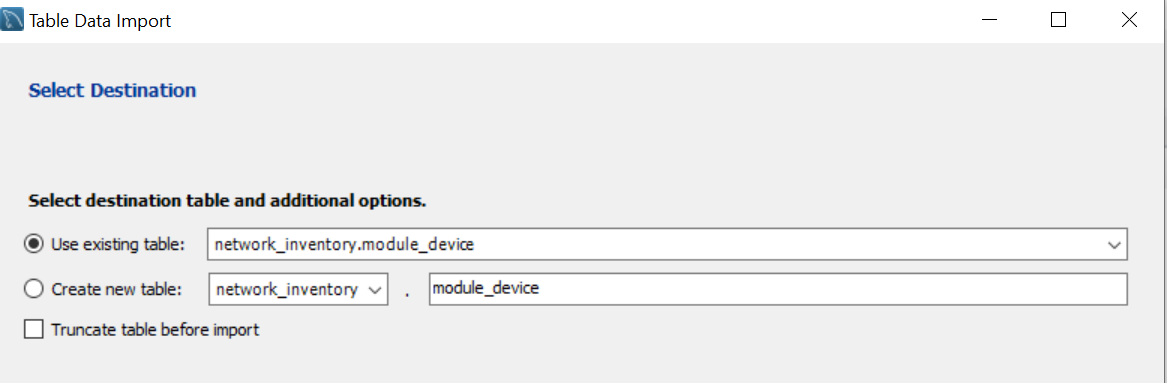 Table Data Import
Select Destination
Select destination table and additional options.
Use existing table: network_inventory.module_device
Create new table: network_inventory . module_device
Truncate table before import